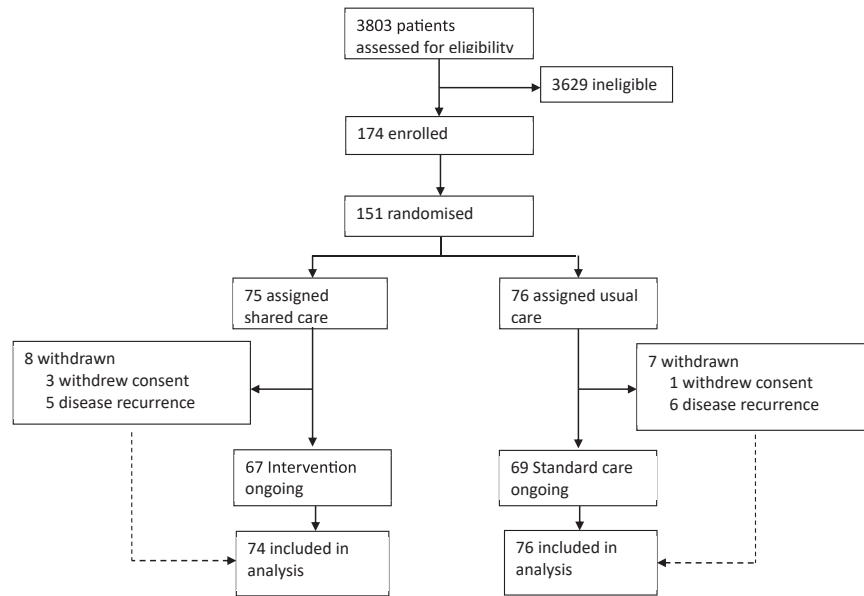 3803 patients
assessed for eligibility
3629 ineligible
174 enrolled
151 randomised
75 assigned
shared care
76 assigned usual
care
8 withdrawn
3 withdrew consent
5 disease recurrence
7 withdrawn
1 withdrew consent
6 disease recurrence
67 Intervention
ongoing
69 Standard care
ongoing
74 included in
analysis
76 included in
analysis